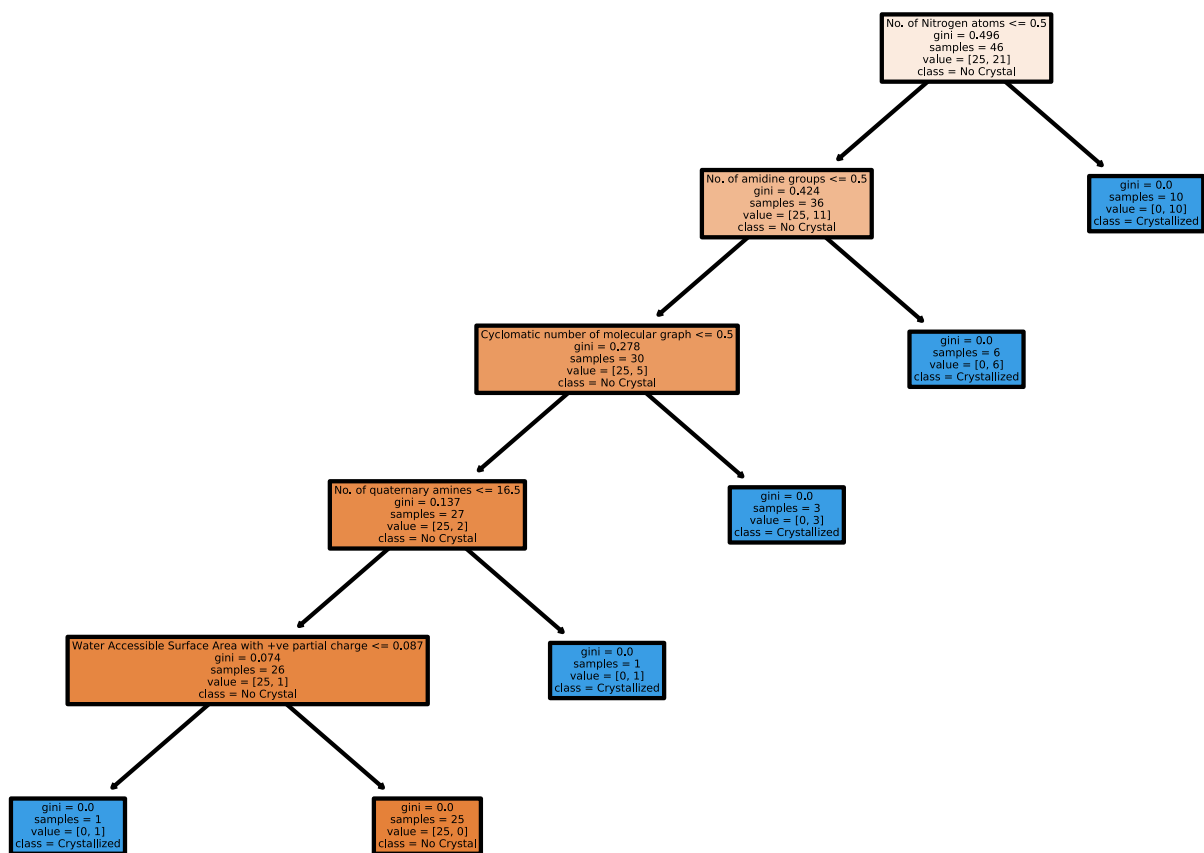 No. of Nitrogen atoms <= 0.5
gini = 0.496
samples = 46
value = [25, 21]
class = No Crystal
No. of amidine groups <= 0.5
gini = 0.424
samples = 36
value = [25, 11]
class = No Crystal
gini = 0.0
samples = 10
value = [0, 10]
class = Crystallized
Cyclomatic number of molecular graph <= 0.5
gini = 0.278
samples = 30
value = [25, 5]
class = No Crystal
gini = 0.0
samples = 6
value = [0, 6]
class = Crystallized
No. of quaternary amines <= 16.5
gini = 0.137
samples = 27
value = [25, 2]
class = No Crystal
gini = 0.0
samples = 3
value = [0, 3]
class = Crystallized
Water Accessible Surface Area with +ve partial charge <= 0.087
gini = 0.074
samples = 26
value = [25, 1]
class = No Crystal
gini = 0.0
samples = 1
value = [0, 1]
class = Crystallized
gini = 0.0
samples = 1
value = [0, 1]
class = Crystallized
gini = 0.0
samples = 25
value = [25, 0]
class = No Crystal